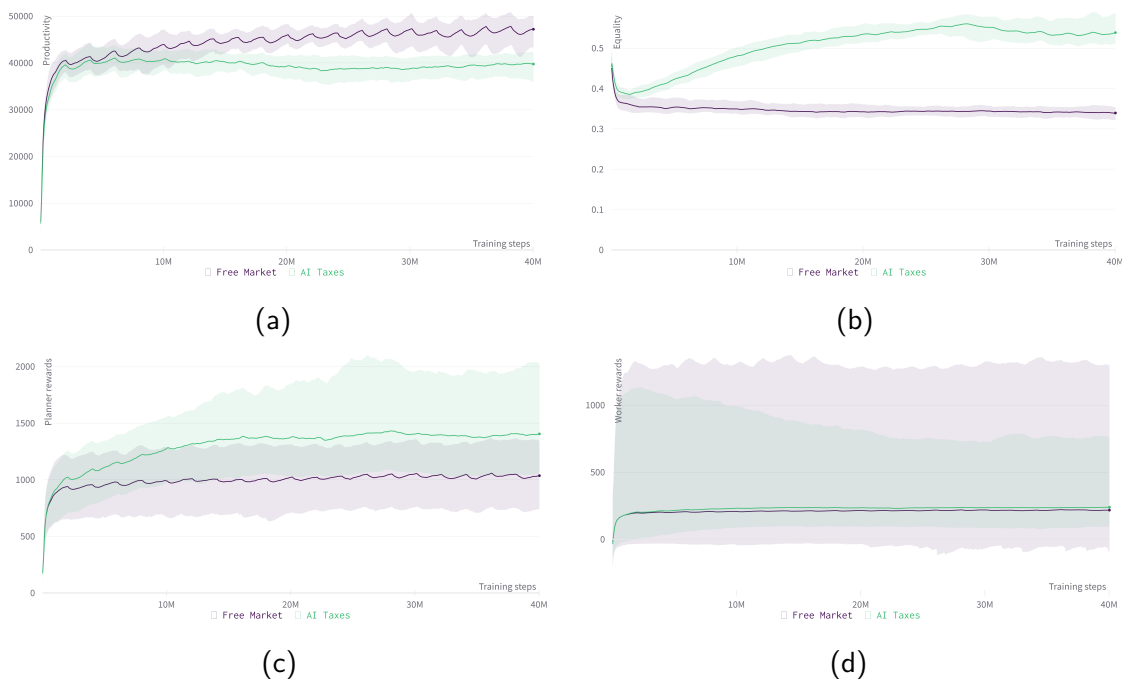 Productivity
50000
40000
30000
20000
10000
0
Training steps
10M
20M
30M
40M
Free Market AI Taxes
(a)
Equality
0.5
0.4
0.3
0.2
0.1
0
Training steps
10M
20M
30M
40M
Free Market AI Taxes
(b)
Planner rewards
2000
1500
1000
500
0
Training steps
10M
20M
30M
40M
Free Market AI Taxes
(c)
Worker rewards
1000
500
0
Training steps
10M
20M
30M
40M
Free Market AI Taxes
(d)